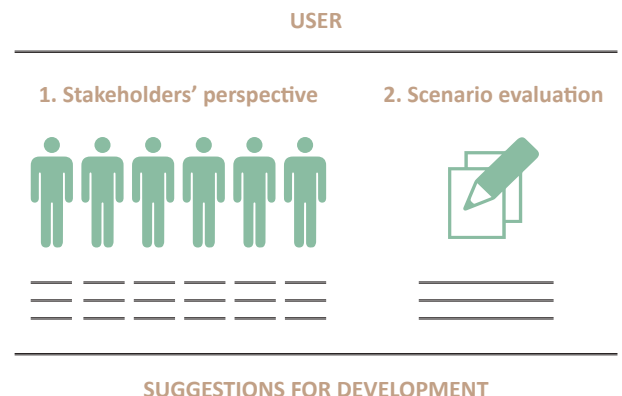 USER
1. Stakeholders' perspective
2. Scenario evaluation
SUGGESTIONS FOR DEVELOPMENT